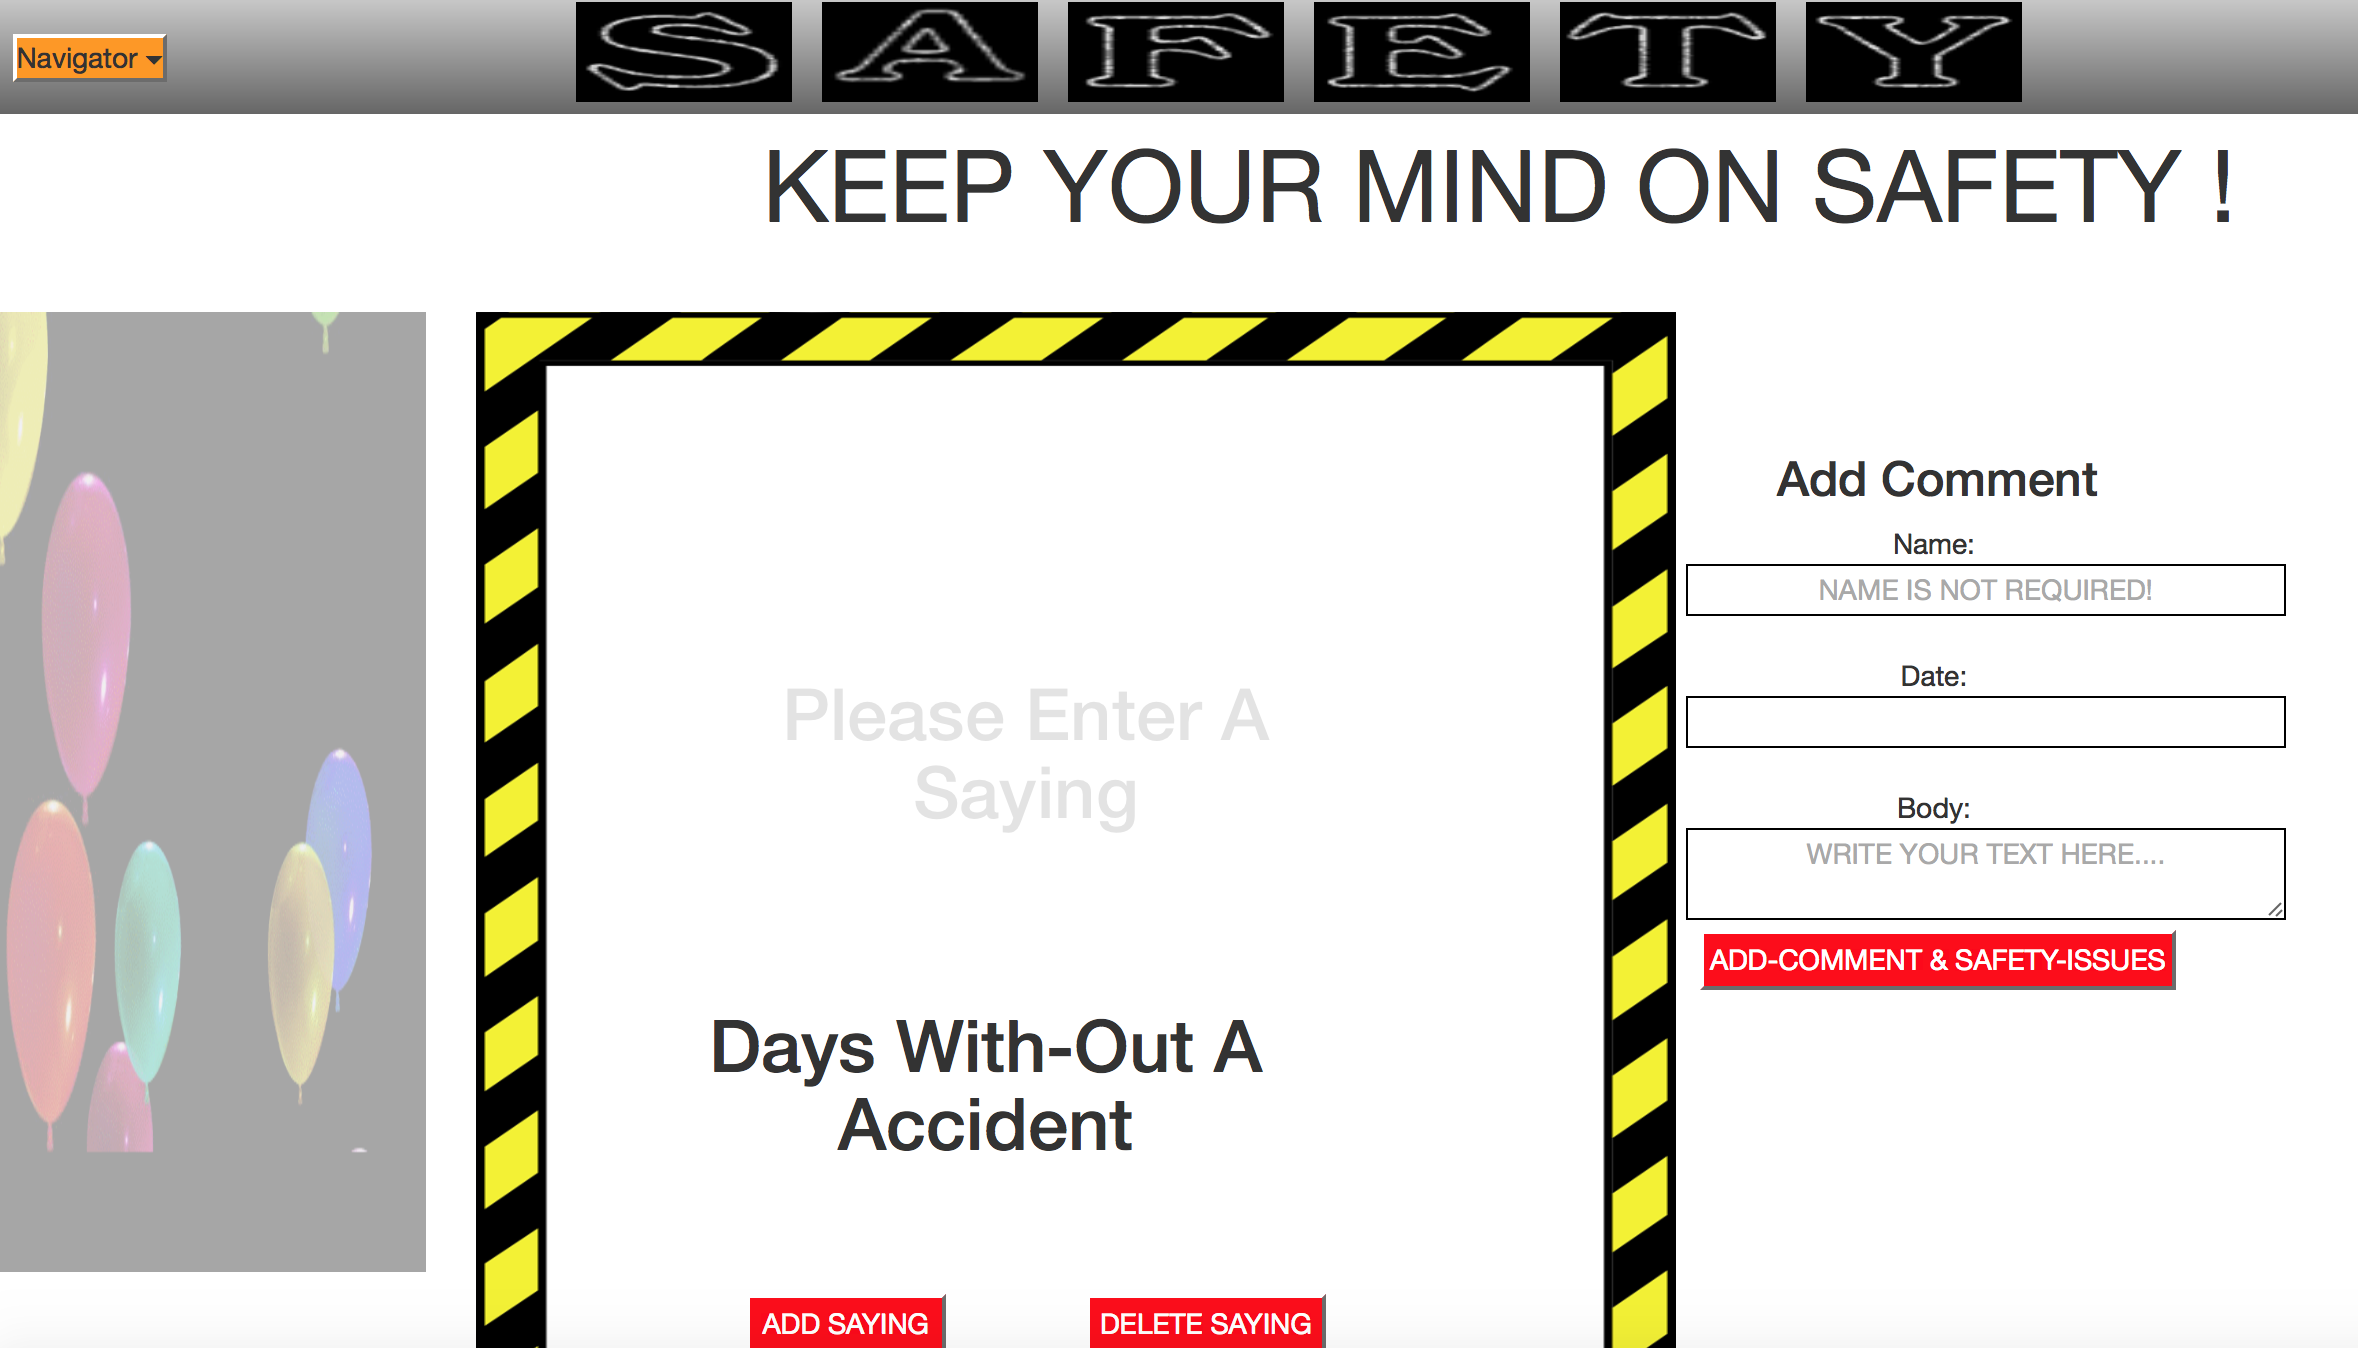 Navigator
S A F E T Y
KEEP YOUR MIND ON SAFETY !
Please Enter A
Saying
Days With-Out A
Accident
ADD SAYING
DELETE SAYING
Add Comment
Name:
NAME IS NOT REQUIRED!
Date:
Body:
WRITE YOUR TEXT HERE....
ADD-COMMENT & SAFETY-ISSUES